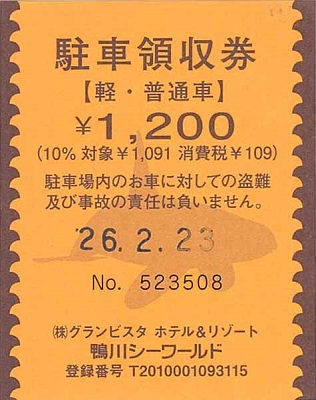 駐車領収券
【軽・普通車】
¥1,200
(10% 対象¥1,091 消費税¥109)
駐車場内のお車に対しての盗難
及び事故の責任は負いません。
26.2.23
No. 523508
㈱グランビスタ ホテル&リゾート
鴨川シーワールド
登録番号 T2010001093115